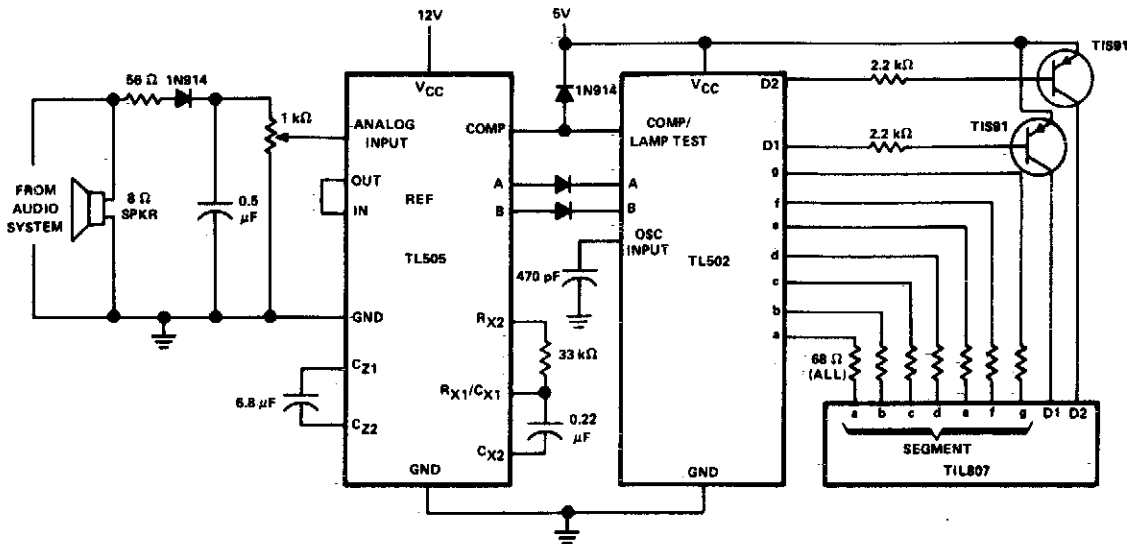 12V
5V
TIS91
56 Ω 1N914
2.2 kΩ
VCC
1N914
VCC
D2
1 kΩ
ANALOG
INPUT
COMP
COMP/
LAMP TEST
TIS91
2.2 kΩ
D1
g
OUT
REF
IN
A
A
B
B
f
FROM
AUDIO
SYSTEM
8 Ω
SPKR
0.5
μF
OSC
INPUT
e
TL505
470 pF
TL502
d
c
GND
RX2
b
33 kΩ
a
68 Ω
(ALL)
CZ1
RX1/CX1
6.8 μF
0.22
μF
CZ2
CX2
a b c d e f g D1 D2
SEGMENT
TIL807
GND
GND